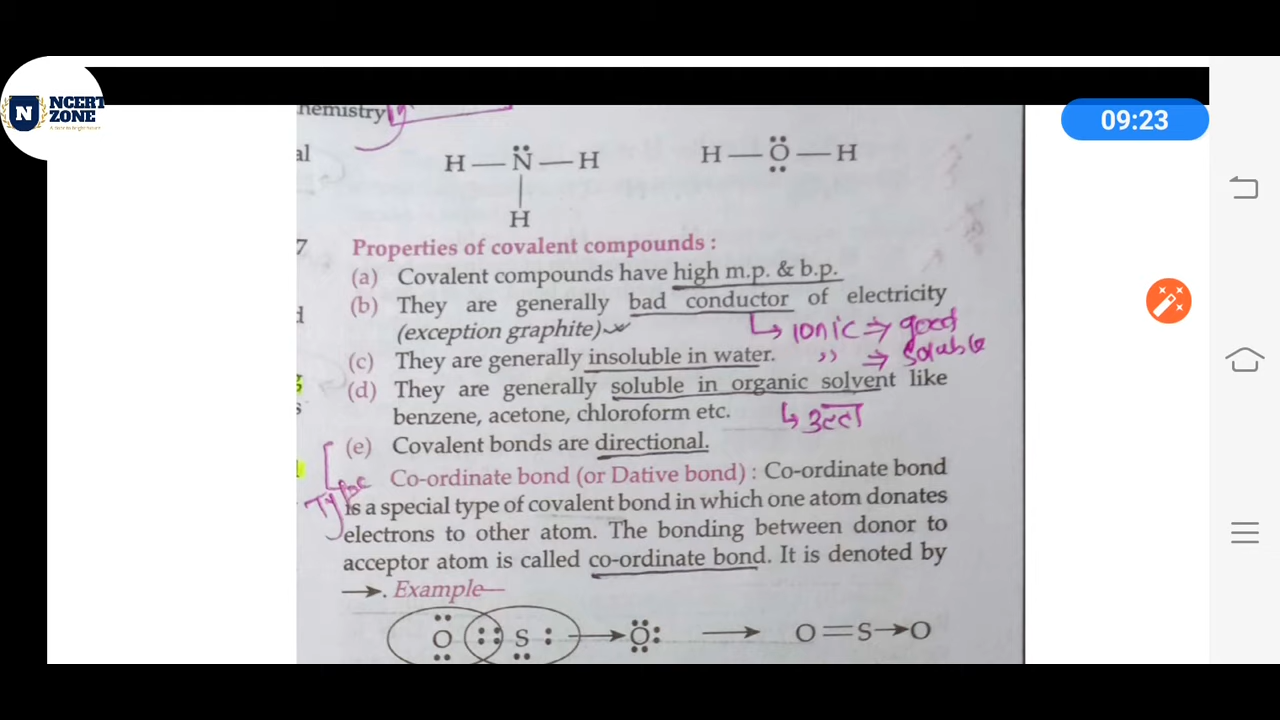 NCERT
ZONE
09:23
hemistry
al
H — N — H
H — O — H
H
7
Properties of covalent compounds :
(a) Covalent compounds have high m.p. & b.p.
(b) They are generally bad conductor of electricity
(exception graphite)
ionic ⇒ good
(c) They are generally insoluble in water.
,, ⇒ Soluble
(d) They are generally soluble in organic solvent like
benzene, acetone, chloroform etc.
(e) Covalent bonds are directional.
Type
Co-ordinate bond (or Dative bond) : Co-ordinate bond
is a special type of covalent bond in which one atom donates
electrons to other atom. The bonding between donor to
acceptor atom is called co-ordinate bond. It is denoted by
→. Example—
O :: S : → O: → O=S→O